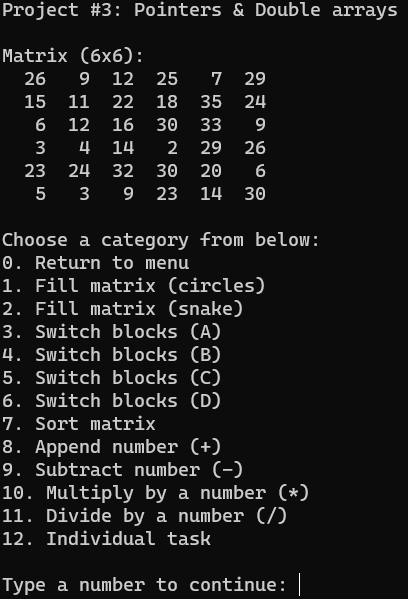 Project #3: Pointers & Double arrays
Matrix (6x6):
26 9 12 25 7 29
15 11 22 18 35 24
6 12 16 30 33 9
3 4 14 2 29 26
23 24 32 30 20 6
5 3 9 23 14 30
Choose a category from below:
0. Return to menu
1. Fill matrix (circles)
2. Fill matrix (snake)
3. Switch blocks (A)
4. Switch blocks (B)
5. Switch blocks (C)
6. Switch blocks (D)
7. Sort matrix
8. Append number (+)
9. Subtract number (-)
10. Multiply by a number (*)
11. Divide by a number (/)
12. Individual task
Type a number to continue: